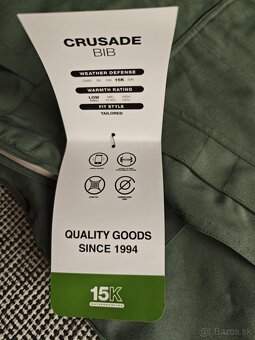 CRUSADE
BIB
WEATHER DEFENSE
15K
WARMTH RATING
LOW
FIT STYLE
TAILORED
QUALITY GOODS
SINCE 1994
15K
Bazos.sk